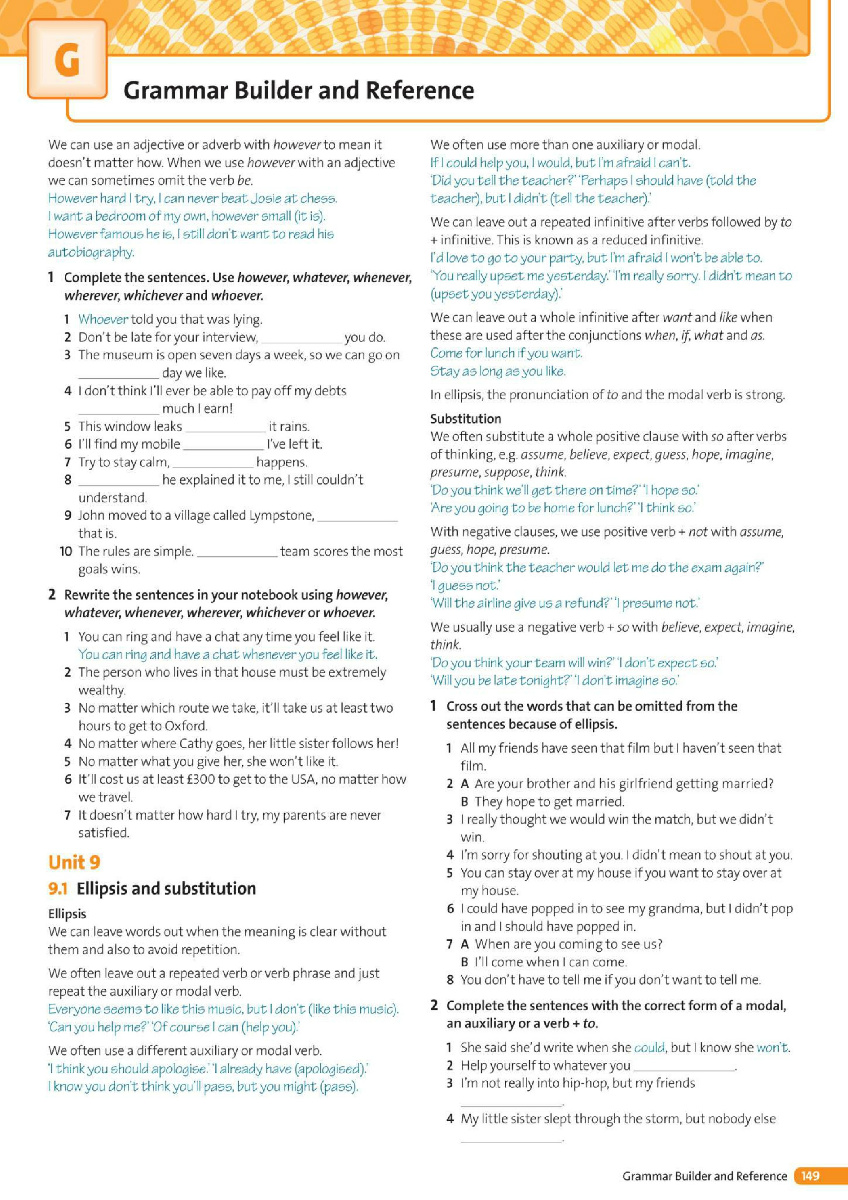 G
Grammar Builder and Reference
We can use an adjective or adverb with however to mean it
doesn't matter how. When we use however with an adjective
we can sometimes omit the verb be.
However hard I try, I can never beat Josie at chess.
I want a bedroom of my own, however small (it is).
However famous he is, I still don't want to read his
autobiography.
1 Complete the sentences. Use however, whatever, whenever,
wherever, whichever and whoever.
1 Whoever told you that was lying.
2 Don't be late for your interview, ____________ you do.
3 The museum is open seven days a week, so we can go on
____________ day we like.
4 I don't think I'll ever be able to pay off my debts
____________ much I earn!
5 This window leaks ____________ it rains.
6 I'll find my mobile ____________ I've left it.
7 Try to stay calm, ____________ happens.
8 ____________ he explained it to me, I still couldn't
understand.
9 John moved to a village called Lympstone, ____________
that is.
10 The rules are simple. ____________ team scores the most
goals wins.
2 Rewrite the sentences in your notebook using however,
whatever, whenever, wherever, whichever or whoever.
1 You can ring and have a chat any time you feel like it.
You can ring and have a chat whenever you feel like it.
2 The person who lives in that house must be extremely
wealthy.
3 No matter which route we take, it'll take us at least two
hours to get to Oxford.
4 No matter where Cathy goes, her little sister follows her!
5 No matter what you give her, she won't like it.
6 It'll cost us at least £300 to get to the USA, no matter how
we travel.
7 It doesn't matter how hard I try, my parents are never
satisfied.
Unit 9
9.1 Ellipsis and substitution
Ellipsis
We can leave words out when the meaning is clear without
them and also to avoid repetition.
We often leave out a repeated verb or verb phrase and just
repeat the auxiliary or modal verb.
Everyone seems to like this music, but I don't (like this music).
'Can you help me?' 'Of course I can (help you).'
We often use a different auxiliary or modal verb.
'I think you should apologise.' 'I already have (apologised).'
I know you don't think you'll pass, but you might (pass).
We often use more than one auxiliary or modal.
If I could help you, I would, but I'm afraid I can't.
'Did you tell the teacher?' 'Perhaps I should have (told the
teacher), but I didn't (tell the teacher).'
We can leave out a repeated infinitive after verbs followed by to
+ infinitive. This is known as a reduced infinitive.
I'd love to go to your party, but I'm afraid I won't be able to.
'You really upset me yesterday.' 'I'm really sorry. I didn't mean to
(upset you yesterday).'
We can leave out a whole infinitive after want and like when
these are used after the conjunctions when, if, what and as.
Come for lunch if you want.
Stay as long as you like.
In ellipsis, the pronunciation of to and the modal verb is strong.
Substitution
We often substitute a whole positive clause with so after verbs
of thinking, e.g. assume, believe, expect, guess, hope, imagine,
presume, suppose, think.
'Do you think we'll get there on time?' 'I hope so.'
'Are you going to be home for lunch?' 'I think so.'
With negative clauses, we use positive verb + not with assume,
guess, hope, presume.
'Do you think the teacher would let me do the exam again?'
'I guess not.'
'Will the airline give us a refund?' 'I presume not.'
We usually use a negative verb + so with believe, expect, imagine,
think.
'Do you think your team will win?' 'I don't expect so.'
'Will you be late tonight?' 'I don't imagine so.'
1 Cross out the words that can be omitted from the
sentences because of ellipsis.
1 All my friends have seen that film but I haven't seen that
film.
2 A Are your brother and his girlfriend getting married?
B They hope to get married.
3 I really thought we would win the match, but we didn't
win.
4 I'm sorry for shouting at you. I didn't mean to shout at you.
5 You can stay over at my house if you want to stay over at
my house.
6 I could have popped in to see my grandma, but I didn't pop
in and I should have popped in.
7 A When are you coming to see us?
B I'll come when I can come.
8 You don't have to tell me if you don't want to tell me.
2 Complete the sentences with the correct form of a modal,
an auxiliary or a verb + to.
1 She said she'd write when she could, but I know she won't.
2 Help yourself to whatever you _______________.
3 I'm not really into hip-hop, but my friends
_______________.
4 My little sister slept through the storm, but nobody else
_______________.
Grammar Builder and Reference 149